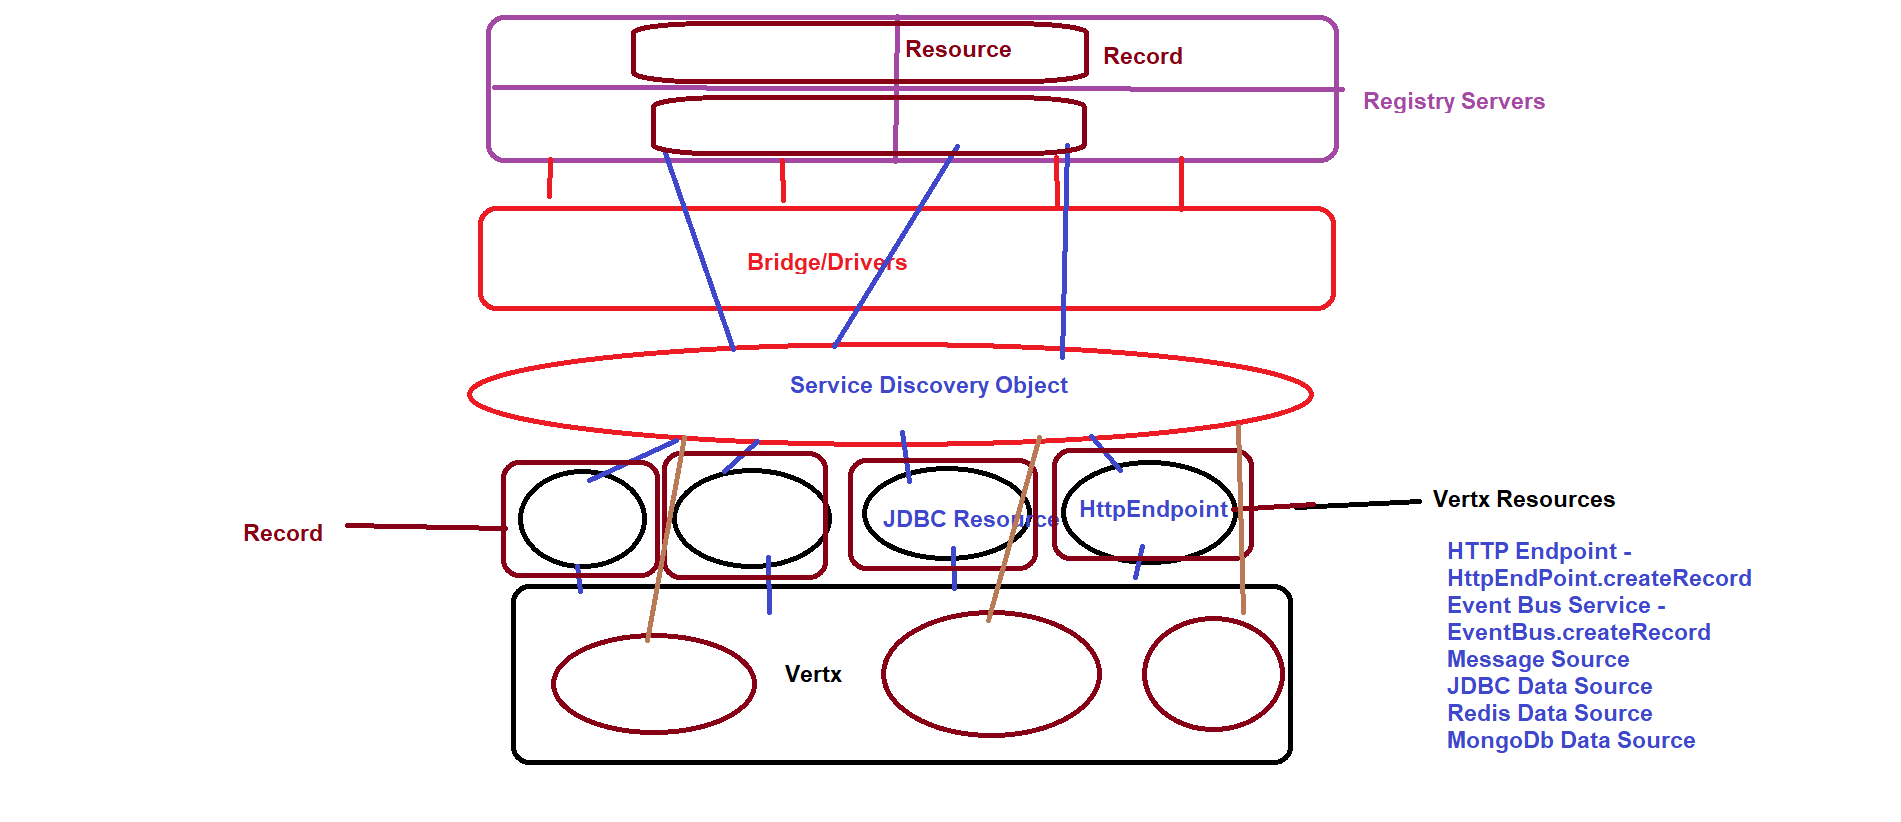 Resource
Record
Registry Servers
Bridge/Drivers
Service Discovery Object
JDBC Resource
HttpEndpoint
Vertx Resources
Record
HTTP Endpoint -
HttpEndPoint.createRecord
Event Bus Service -
EventBus.createRecord
Message Source
JDBC Data Source
Redis Data Source
MongoDb Data Source
Vertx